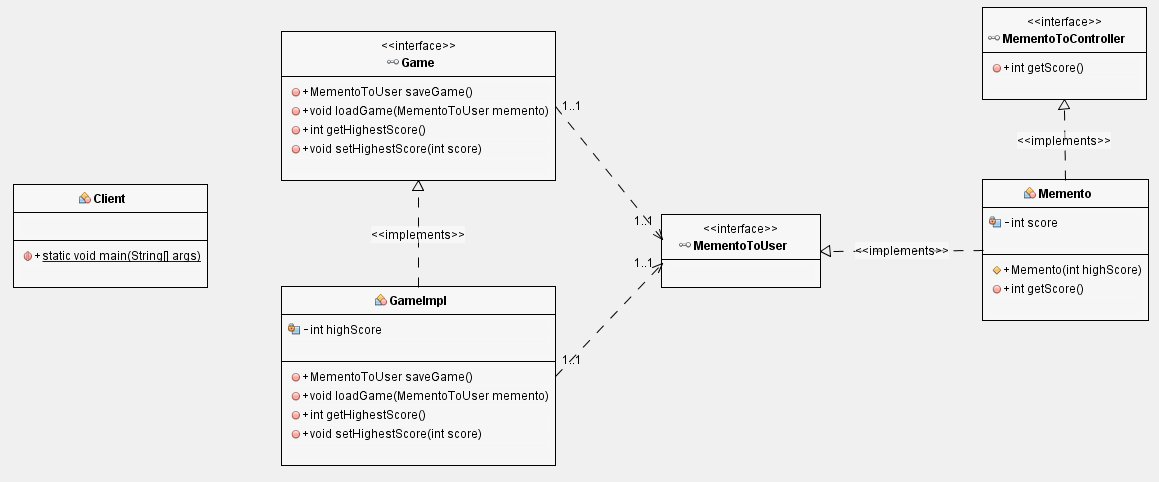 <<interface>>
MementoToController
+ int getScore()
<<implements>>
<<interface>>
Game
+ MementoToUser saveGame()
+ void loadGame(MementoToUser memento)
+ int getHighestScore()
+ void setHighestScore(int score)
1..1
1..1
<<implements>>
Client
+ static void main(String[] args)
<<interface>>
MementoToUser
1..1
1..1
<<implements>>
Memento
- int score
+ Memento(int highScore)
+ int getScore()
GameImpl
- int highScore
+ MementoToUser saveGame()
+ void loadGame(MementoToUser memento)
+ int getHighestScore()
+ void setHighestScore(int score)